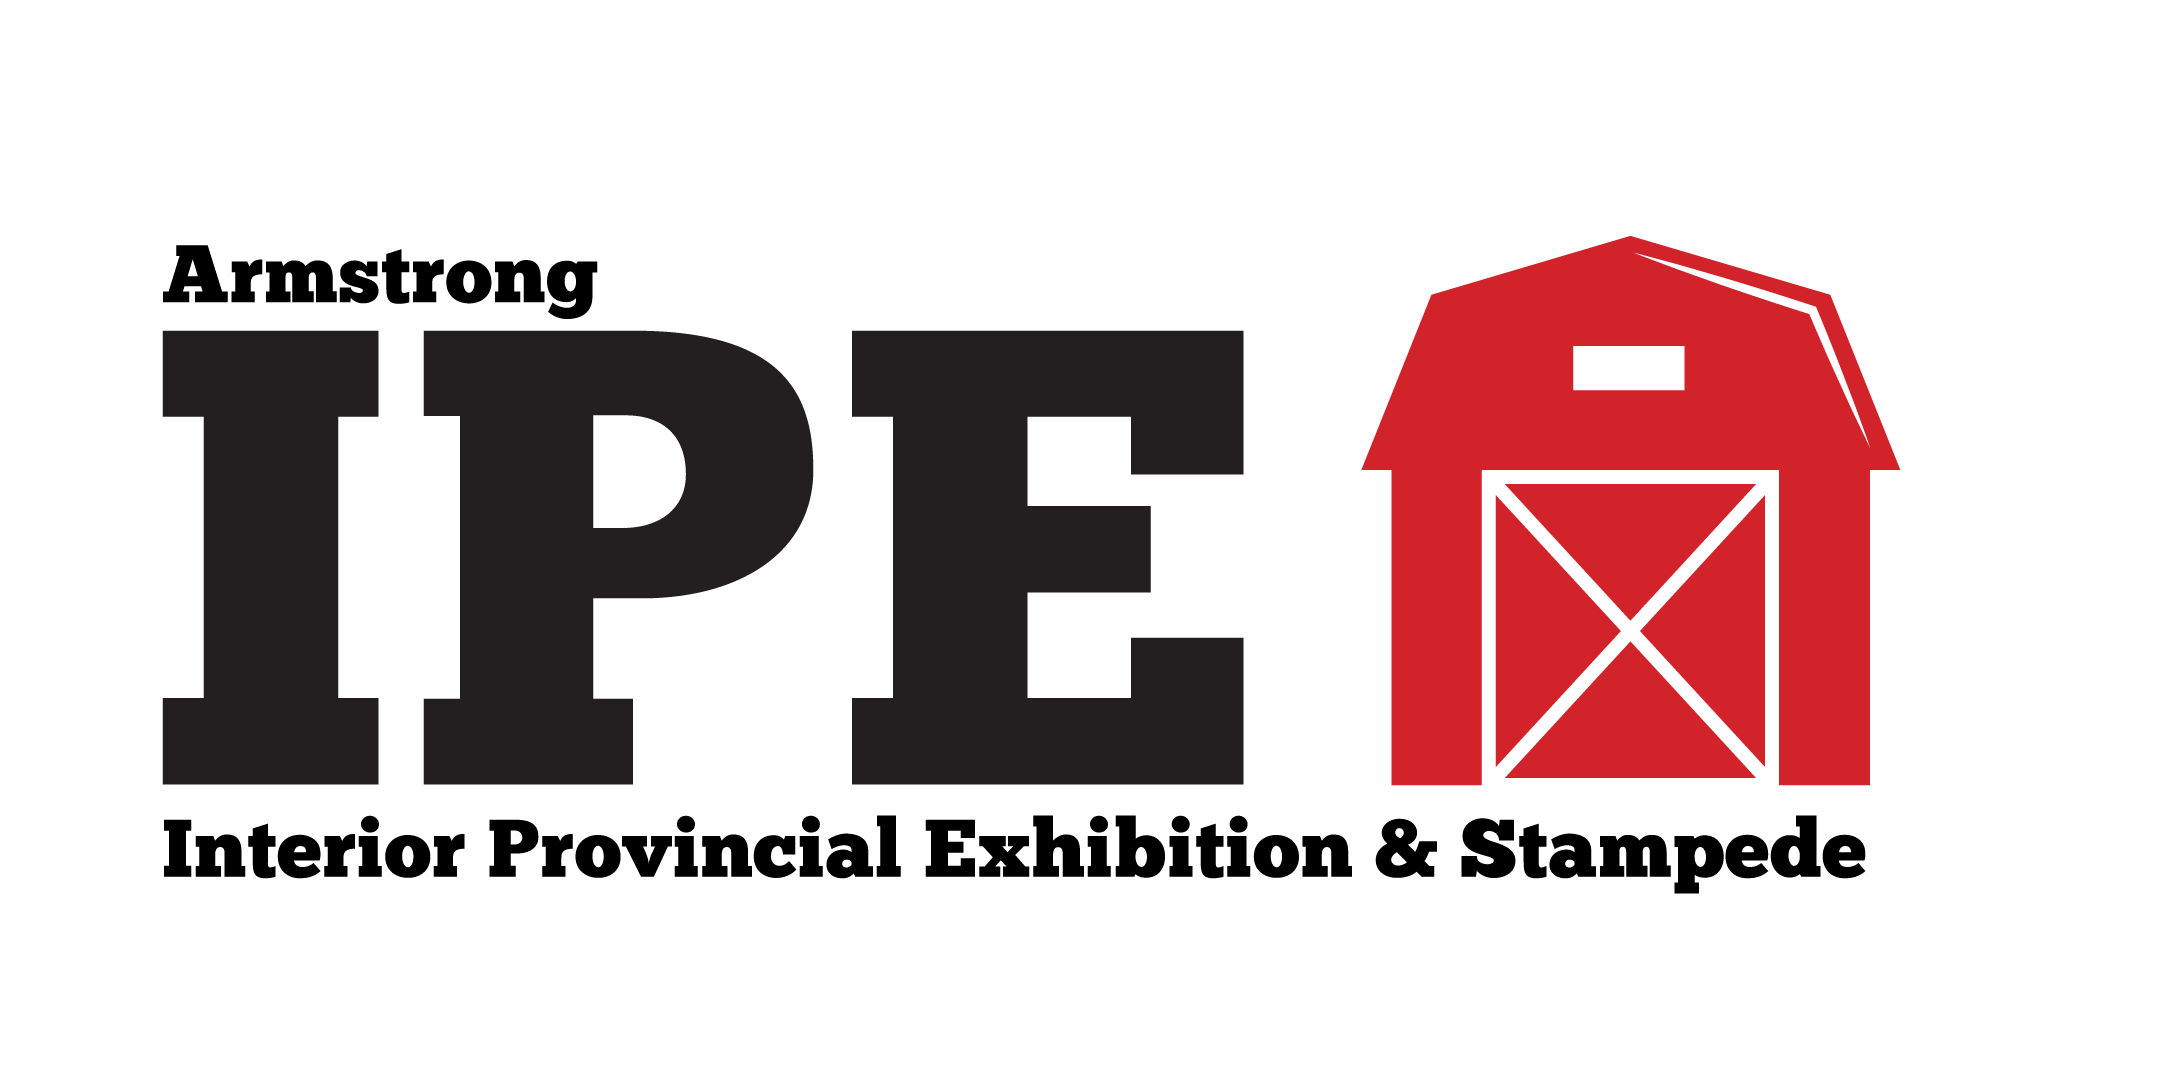 Armstrong
IPE
Interior Provincial Exhibition & Stampede